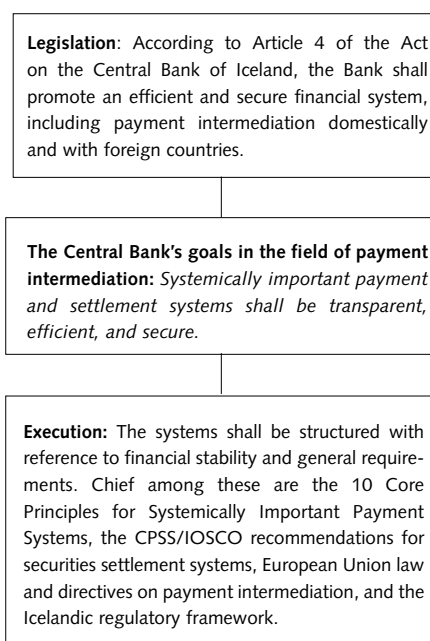 Legislation: According to Article 4 of the Act
on the Central Bank of Iceland, the Bank shall
promote an efficient and secure financial system,
including payment intermediation domestically
and with foreign countries.
The Central Bank's goals in the field of payment
intermediation: Systemically important payment
and settlement systems shall be transparent,
efficient, and secure.
Execution: The systems shall be structured with
reference to financial stability and general require-
ments. Chief among these are the 10 Core
Principles for Systemically Important Payment
Systems, the CPSS/IOSCO recommendations for
securities settlement systems, European Union law
and directives on payment intermediation, and the
Icelandic regulatory framework.